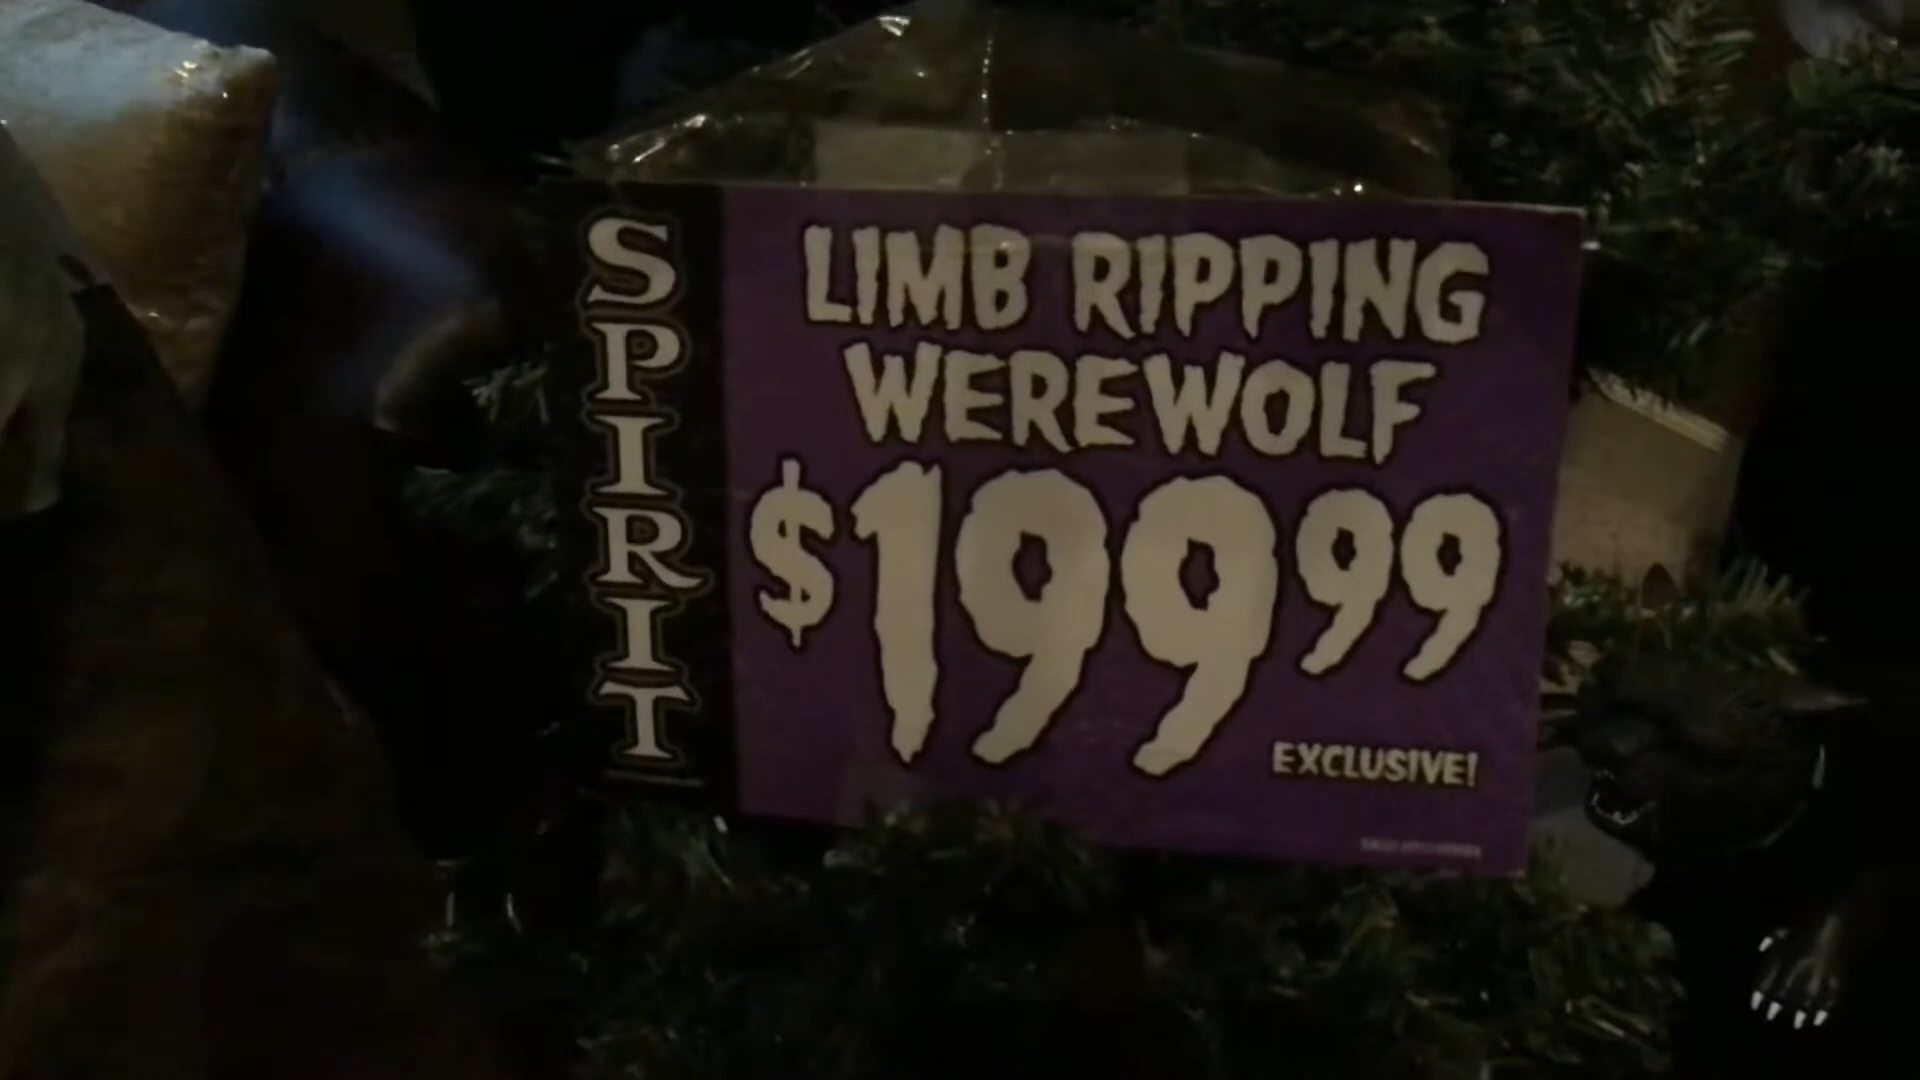 SPIRIT
LIMB RIPPING
WEREWOLF
$199 99
EXCLUSIVE!